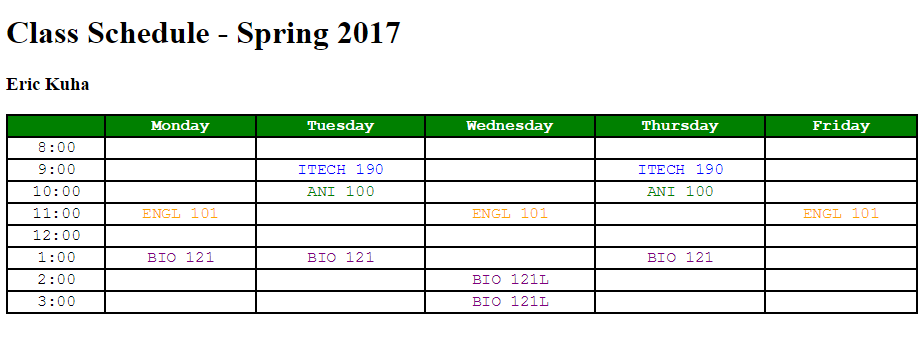 Class Schedule - Spring 2017
Eric Kuha
Monday Tuesday Wednesday Thursday Friday
8:00
9:00 ITECH 190 ITECH 190
10:00 ANI 100 ANI 100
11:00 ENGL 101 ENGL 101 ENGL 101
12:00
1:00 BIO 121 BIO 121 BIO 121
2:00 BIO 121L
3:00 BIO 121L